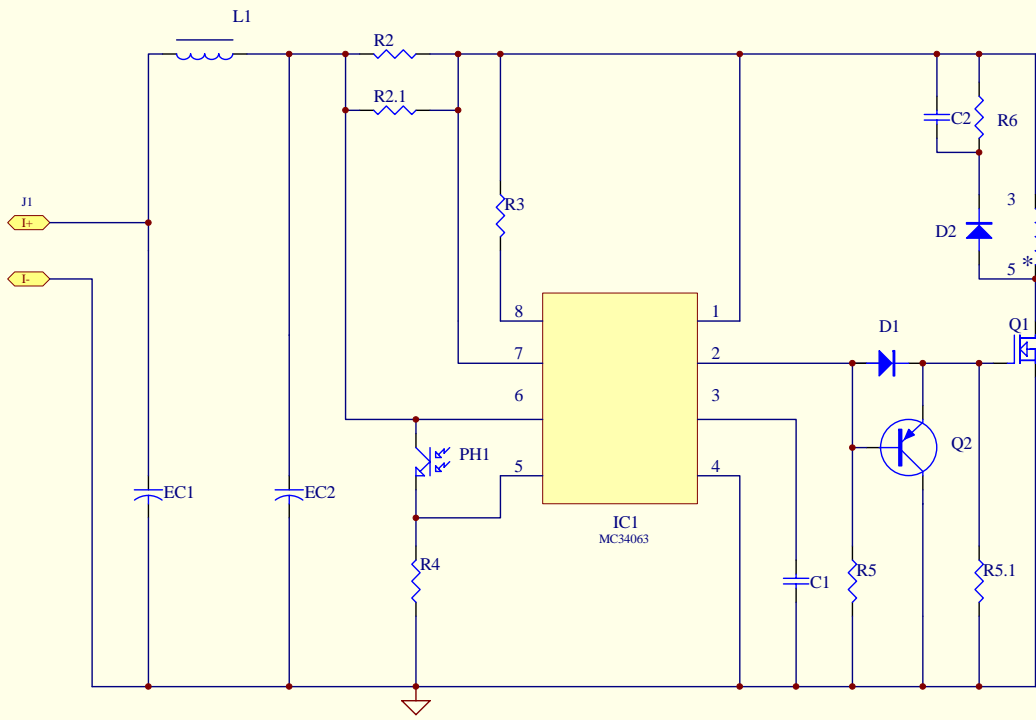 L1
R2
R2.1
C2
R6
J1
I+
R3
3
D2
I-
5
*
8
1
D1
Q1
7
2
6
3
PH1
5
4
Q2
EC1
EC2
IC1
MC34063
R4
C1
R5
R5.1